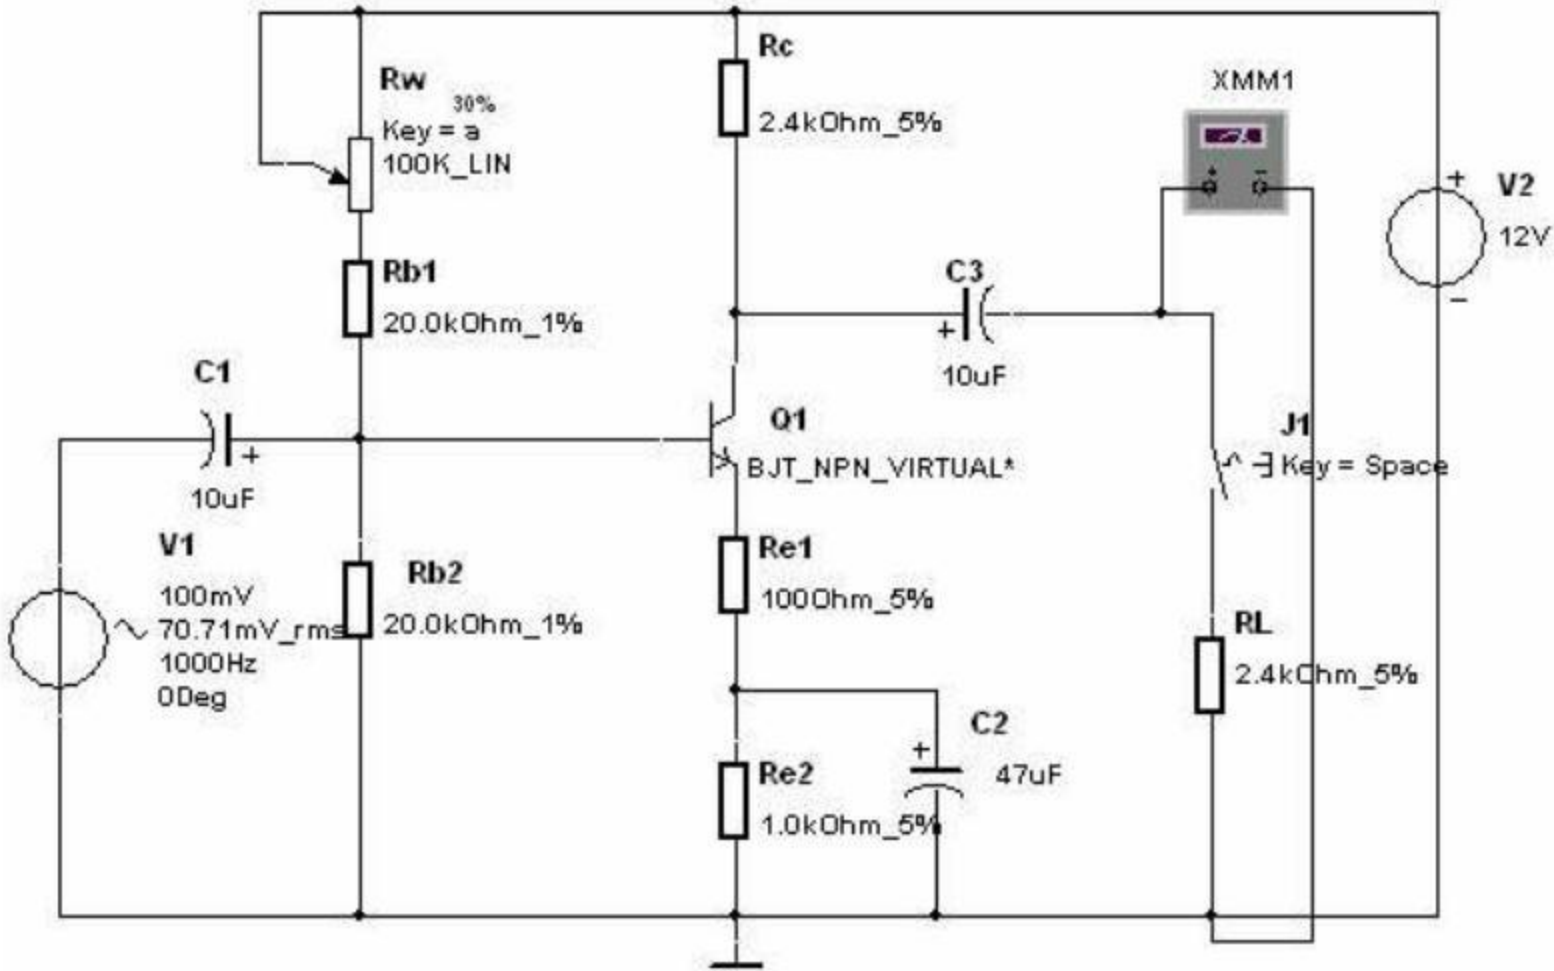 Rw
30%
Key = a
100K_LIN
Rc
2.4kOhm_5%
XMM1
+ -
+
V2
12V
-
Rb1
20.0kOhm_1%
C3
+
10uF
C1
+
10uF
Q1
BJT_NPN_VIRTUAL*
J1
Key = Space
V1
100mV
70.71mV_rms
1000Hz
0Deg
Rb2
20.0kOhm_1%
Re1
100Ohm_5%
RL
2.4kOhm_5%
C2
+
47uF
Re2
1.0kOhm_5%